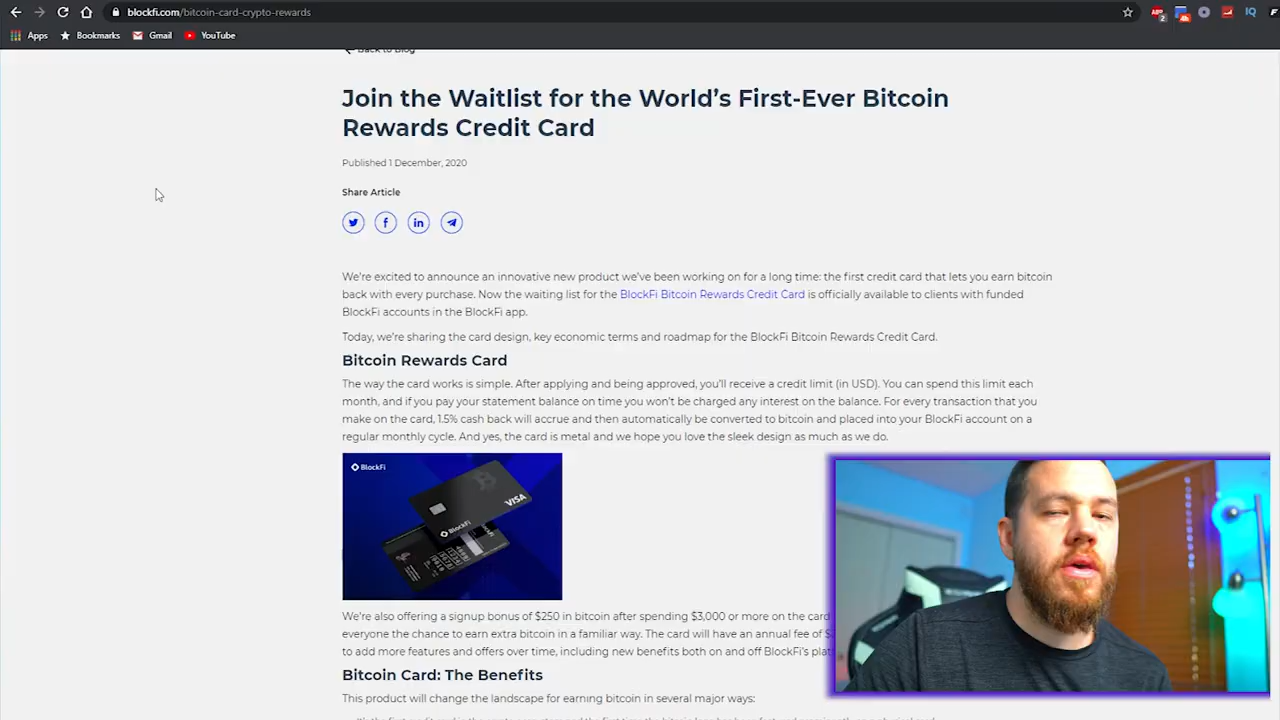 blockfi.com/bitcoin-card-crypto-rewards
Apps Bookmarks Gmail YouTube
Back to Blog
Join the Waitlist for the World's First-Ever Bitcoin
Rewards Credit Card
Published 1 December, 2020
Share Article
We're excited to announce an innovative new product we've been working on for a long time: the first credit card that lets you earn bitcoin
back with every purchase. Now the waiting list for the BlockFi Bitcoin Rewards Credit Card is officially available to clients with funded
BlockFi accounts in the BlockFi app.
Today, we're sharing the card design, key economic terms and roadmap for the BlockFi Bitcoin Rewards Credit Card.
Bitcoin Rewards Card
The way the card works is simple. After applying and being approved, you'll receive a credit limit (in USD). You can spend this limit each
month, and if you pay your statement balance on time you won't be charged any interest on the balance. For every transaction that you
make on the card, 1.5% cash back will accrue and then automatically be converted to bitcoin and placed into your BlockFi account on a
regular monthly cycle. And yes, the card is metal and we hope you love the sleek design as much as we do.
BlockFi
VISA
BlockFi
We're also offering a signup bonus of $250 in bitcoin after spending $3,000 or more on the card
everyone the chance to earn extra bitcoin in a familiar way. The card will have an annual fee of
to add more features and offers over time, including new benefits both on and off BlockFi's
Bitcoin Card: The Benefits
This product will change the landscape for earning bitcoin in several major ways: